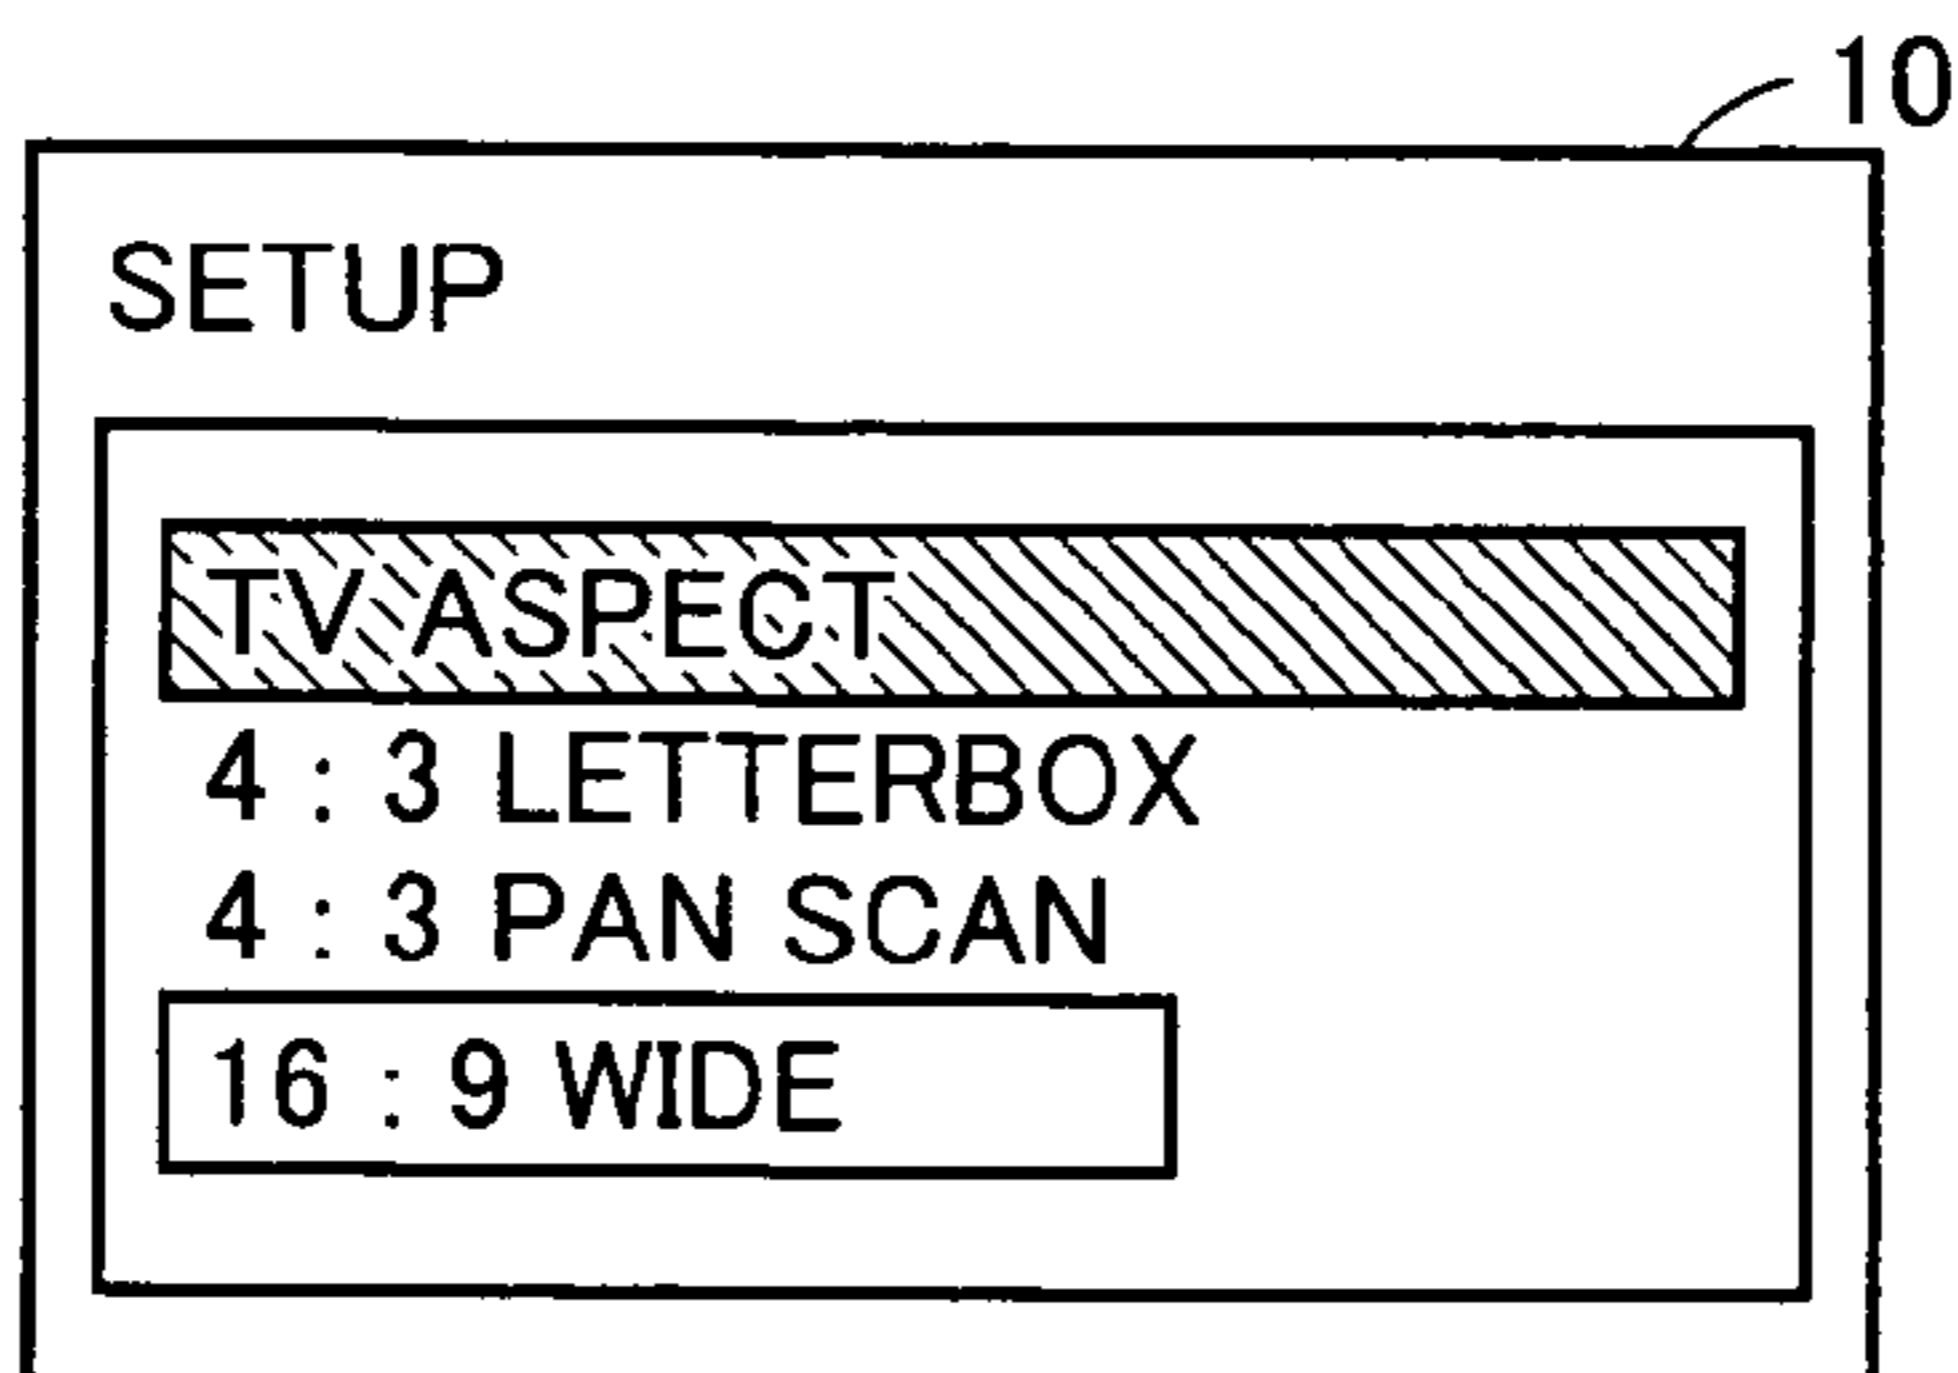 10
SETUP
TV ASPECT
4 : 3 LETTERBOX
4 : 3 PAN SCAN
16 : 9 WIDE